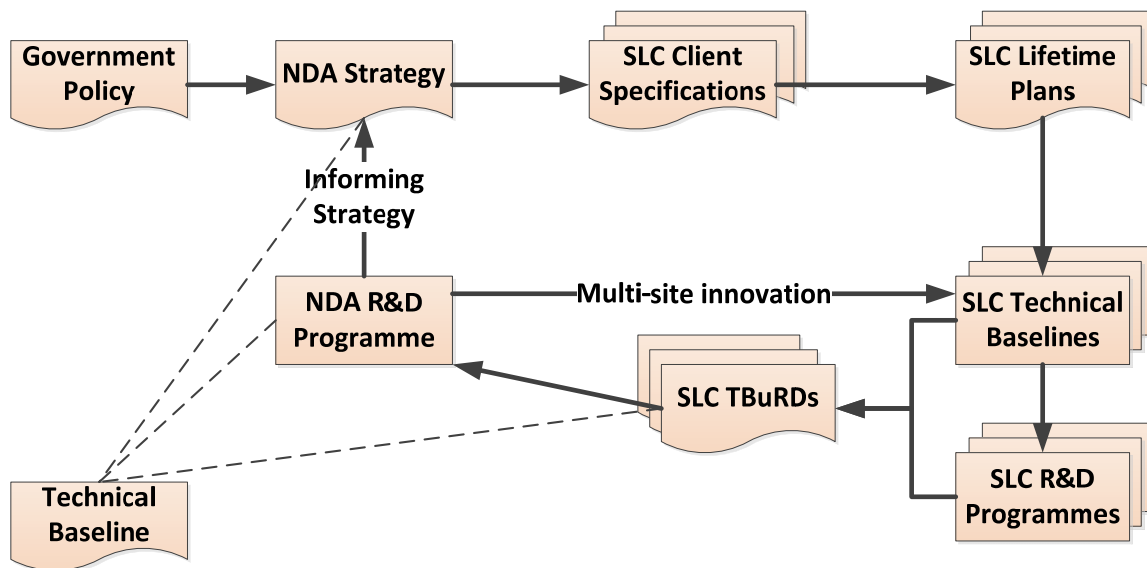 Government
Policy
NDA Strategy
SLC Client
Specifications
SLC Lifetime
Plans
Informing
Strategy
NDA R&D
Programme
Multi-site innovation
SLC Technical
Baselines
SLC TBuRDs
Technical
Baseline
SLC R&D
Programmes